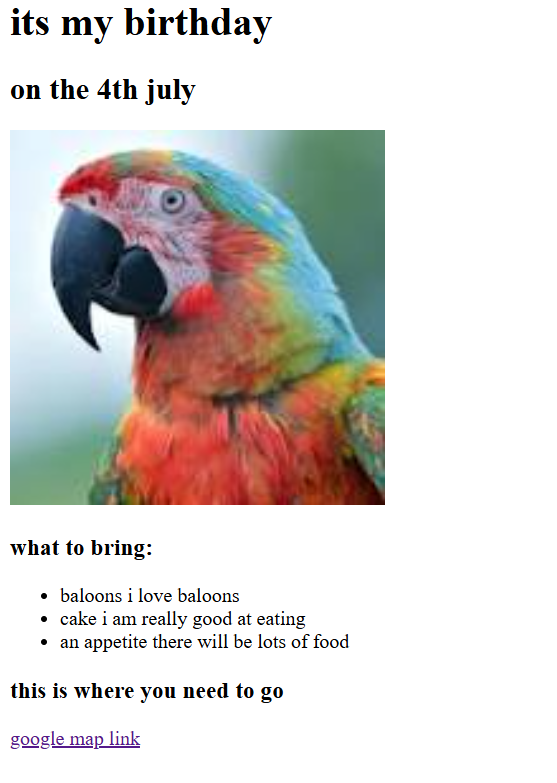 its my birthday
on the 4th july
what to bring:
baloons i love baloons
cake i am really good at eating
an appetite there will be lots of food
this is where you need to go
google map link